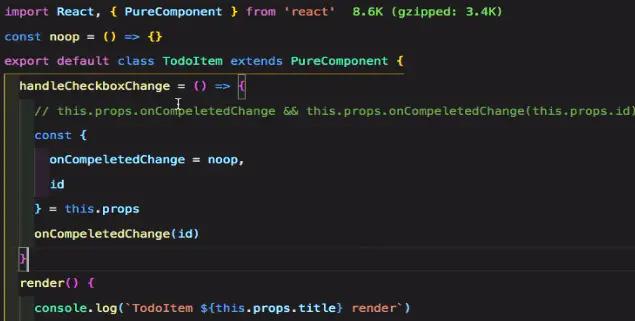 import React, { PureComponent } from 'react' 8.6K (gzipped: 3.4K)
const noop = () => {}
export default class TodoItem extends PureComponent {
handleCheckboxChange = () => {
// this.props.onCompeletedChange && this.props.onCompeletedChange(this.props.id)
const {
onCompeletedChange = noop,
id
} = this.props
onCompeletedChange(id)
}
render() {
console.log(`TodoItem ${this.props.title} render`)